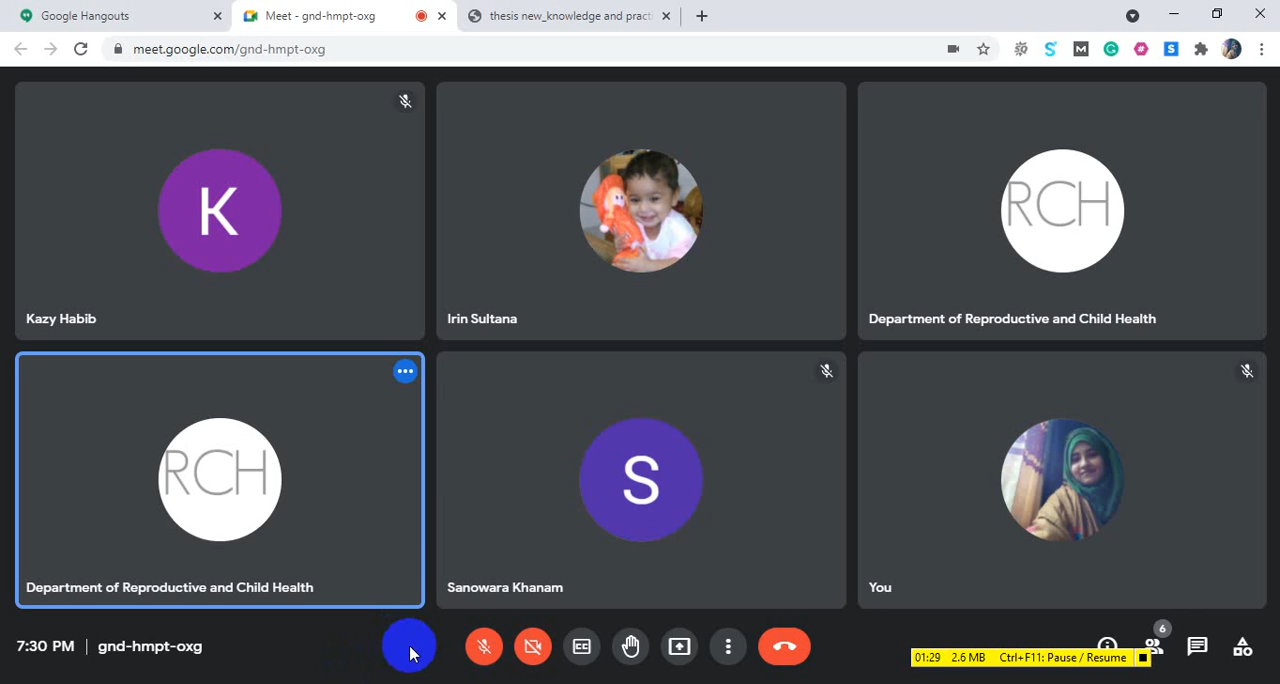 Google Hangouts
Meet - gnd-hmpt-oxg
thesis new_knowledge and pract
meet.google.com/gnd-hmpt-oxg
K
Kazy Habib
Irin Sultana
RCH
Department of Reproductive and Child Health
RCH
Department of Reproductive and Child Health
S
Sanowara Khanam
You
7:30 PM | gnd-hmpt-oxg
6
01:29 2.6 MB Ctrl+F11: Pause / Resume